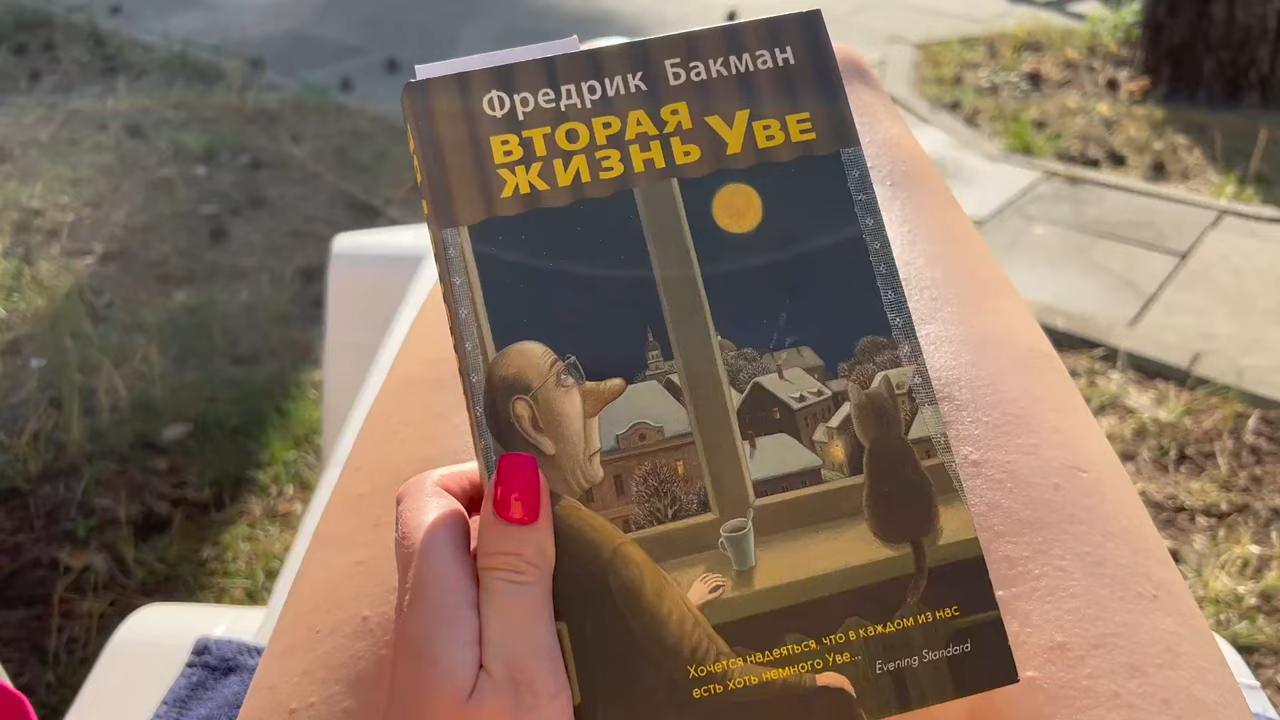 Фредрик Бакман
ВТОРАЯ
ЖИЗНЬ УВЕ
Хочется надеяться, что в каждом из нас
есть хоть немного Уве...
Evening Standard